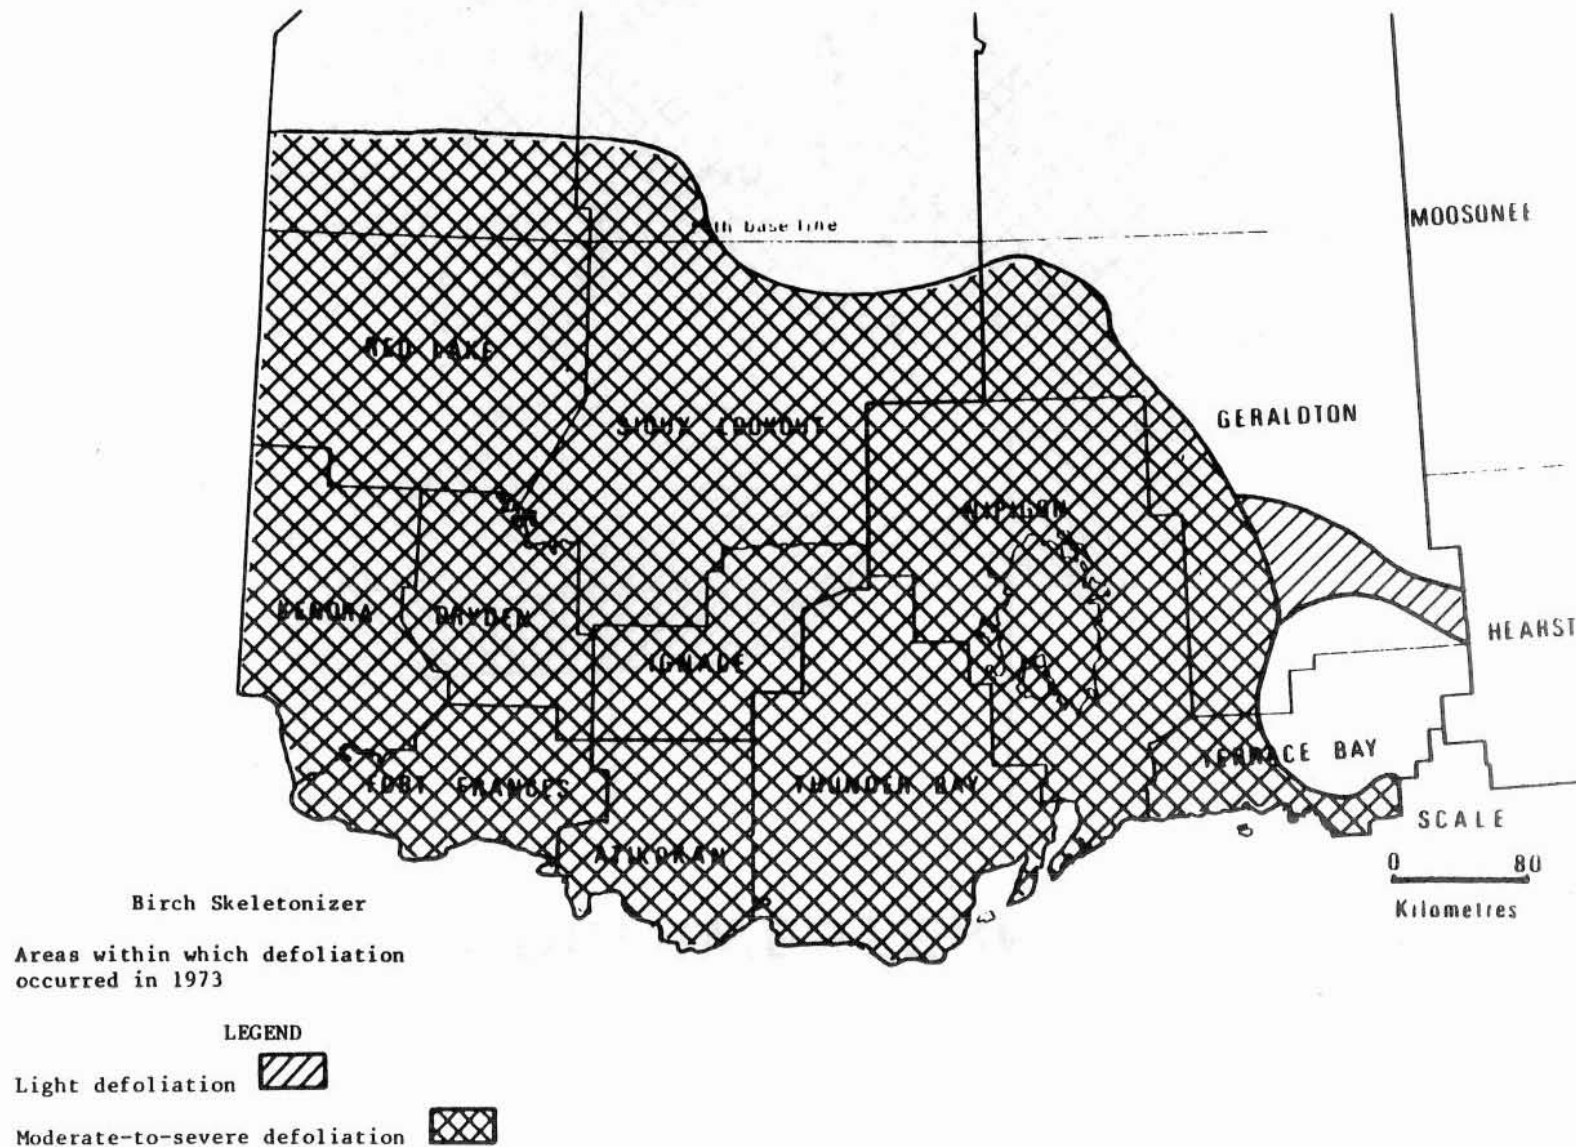 MOOSONEE
base line
RED LAKE
GERALDTON
SIOUX LOOKOUT
NIPIGON
KENORA
DRYDEN
HEARST
IGNACE
TERRACE BAY
FORT FRANCES
THUNDER BAY
SCALE
ATIKOKAN
0 80
Kilometres
Birch Skeletonizer
Areas within which defoliation
occurred in 1973
LEGEND
Light defoliation
Moderate-to-severe defoliation